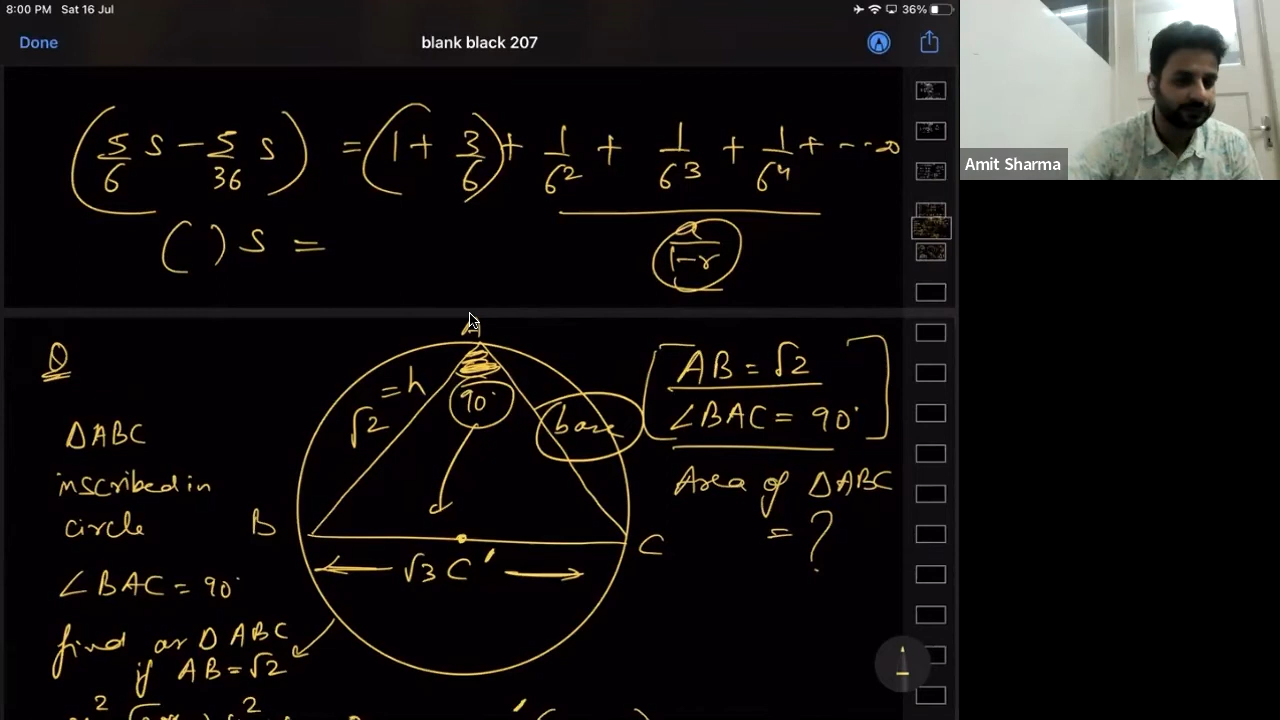 8:00 PM Sat 16 Jul 36%
Done blank black 207
Amit Sharma
(5/6 S − 5/36 S) = (1 + 3/6) + 1/6² + 1/6³ + 1/6⁴ + ---∞
( ) S =
a/1-r
Q
A
AB = √2
∠BAC = 90°
√2 = h
90°
base
ΔABC
inscribed in
circle
Area of ΔABC
= ?
B
C
√3 C'
∠BAC = 90°
find ar Δ ABC
if AB = √2